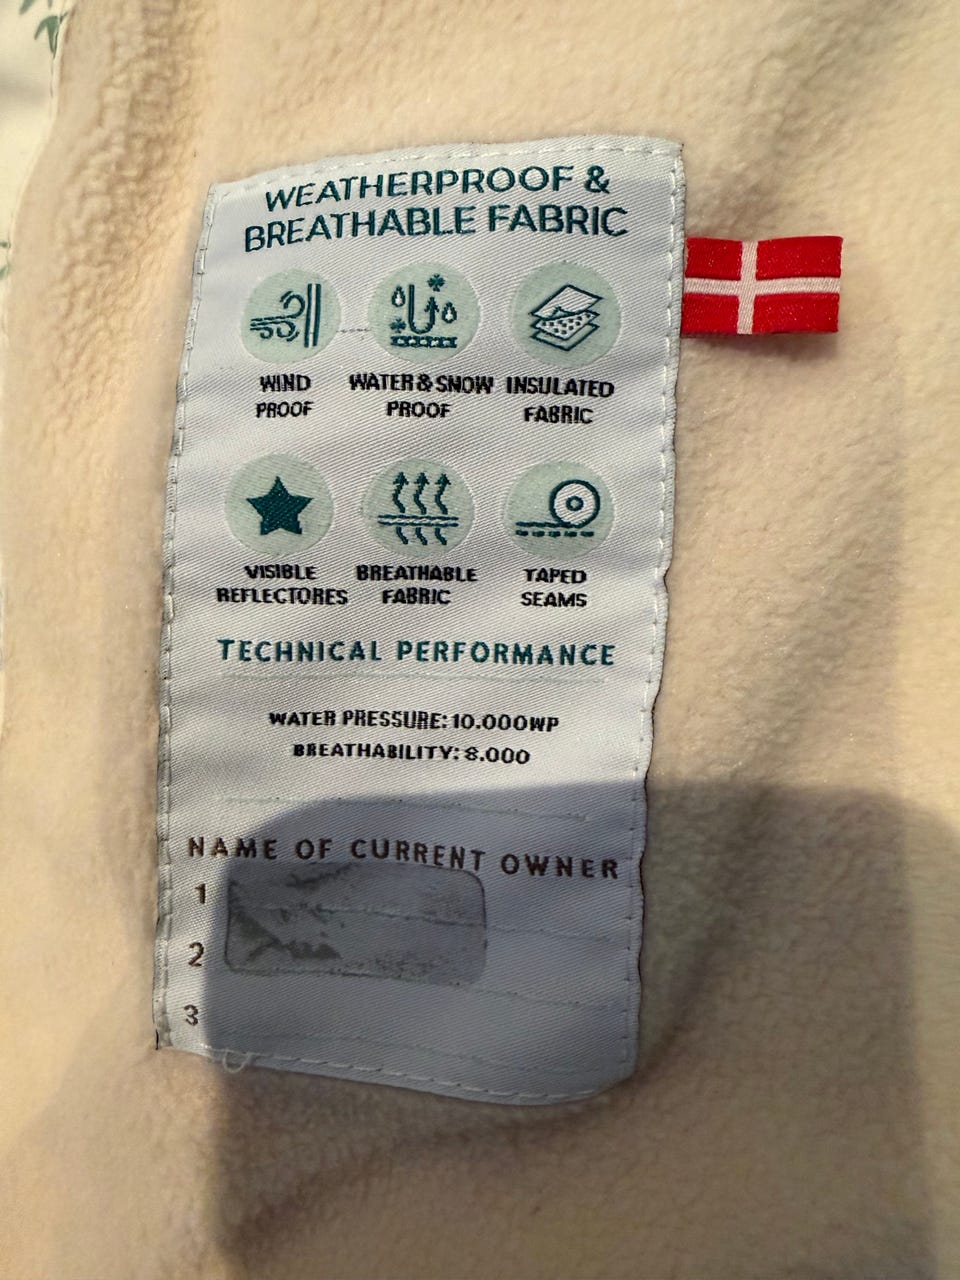 WEATHERPROOF &
BREATHABLE FABRIC
WIND
PROOF
WATER & SNOW
PROOF
INSULATED
FABRIC
VISIBLE
REFLECTORES
BREATHABLE
FABRIC
TAPED
SEAMS
TECHNICAL PERFORMANCE
WATER PRESSURE: 10.000WP
BREATHABILITY: 8.000
NAME OF CURRENT OWNER
1
2
3